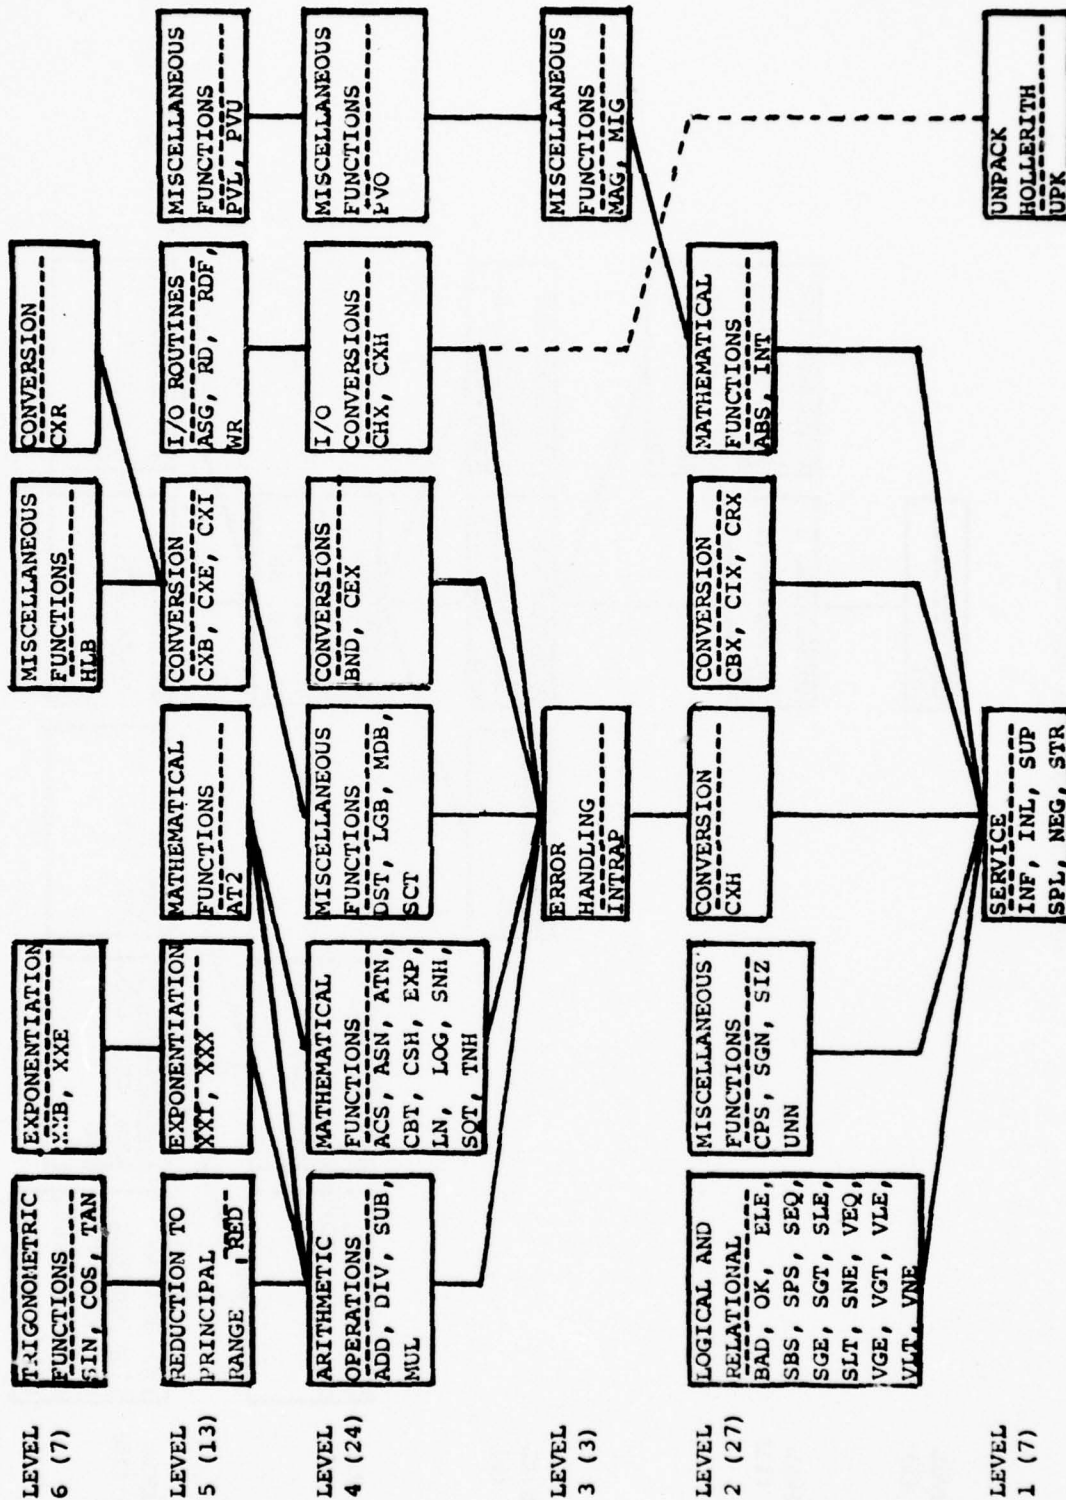 LEVEL
6 (7)
TRIGONOMETRIC
FUNCTIONS
SIN, COS, TAN
EXPONENTIATION
XXB, XXE
MISCELLANEOUS
FUNCTIONS
HLB
CONVERSION
CXR
LEVEL
5 (13)
REDUCTION TO
PRINCIPAL
RANGE , RED
EXPONENTIATION
XXI, XXX
MATHEMATICAL
FUNCTIONS
AT2
CONVERSION
CXB, CXE, CXI
I/O ROUTINES
ASG, RD, RDF,
WR
MISCELLANEOUS
FUNCTIONS
PVL, PVU
LEVEL
4 (24)
ARITHMETIC
OPERATIONS
ADD, DIV, SUB,
MUL
MATHEMATICAL
FUNCTIONS
ACS, ASN, ATN,
CBT, CSH, EXP,
LN, LOG, SNH,
SQT, TNH
MISCELLANEOUS
FUNCTIONS
DST, LGB, MDB,
SCT
CONVERSIONS
BND, CEX
I/O
CONVERSIONS
CHX, CXH
MISCELLANEOUS
FUNCTIONS
PVO
LEVEL
3 (3)
ERROR
HANDLING
INTRAP
MISCELLANEOUS
FUNCTIONS
MAG, MIG
LEVEL
2 (27)
LOGICAL AND
RELATIONAL
BAD, OK, ELE,
SBS, SPS, SEQ,
SGE, SGT, SLE,
SLT, SNE, VEQ,
VGE, VGT, VLE,
VLT, VNE
MISCELLANEOUS
FUNCTIONS
CPS, SGN, SIZ
UNN
CONVERSION
CXH
CONVERSION
CBX, CIX, CRX
MATHEMATICAL
FUNCTIONS
ABS, INT
LEVEL
1 (7)
SERVICE
INF, INL, SUP
SPL, NEG, STR
UNPACK
HOLLERITH
UPK